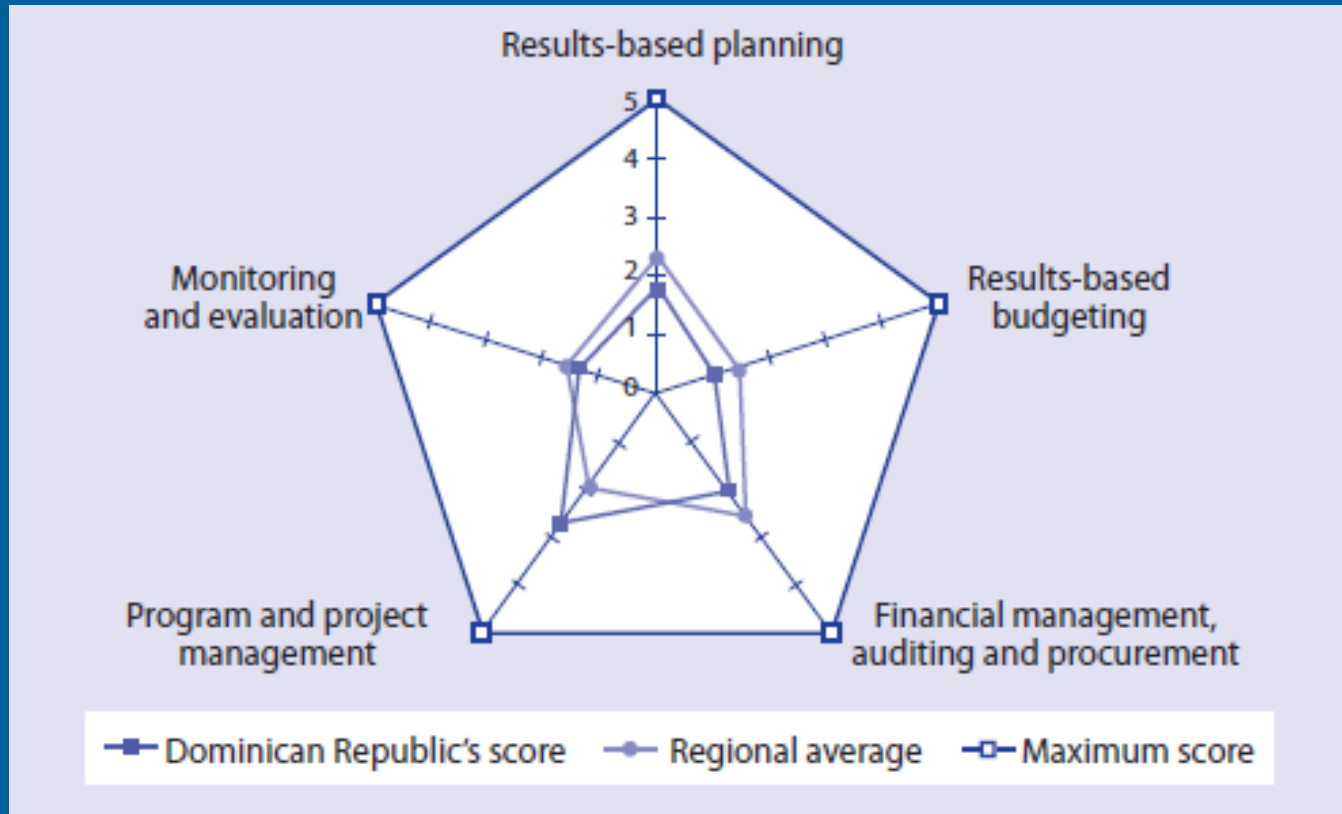 Results-based planning
5
4
3
2
1
0
Monitoring
and evaluation
Results-based
budgeting
Program and project
management
Financial management,
auditing and procurement
Dominican Republic's score
Regional average
Maximum score